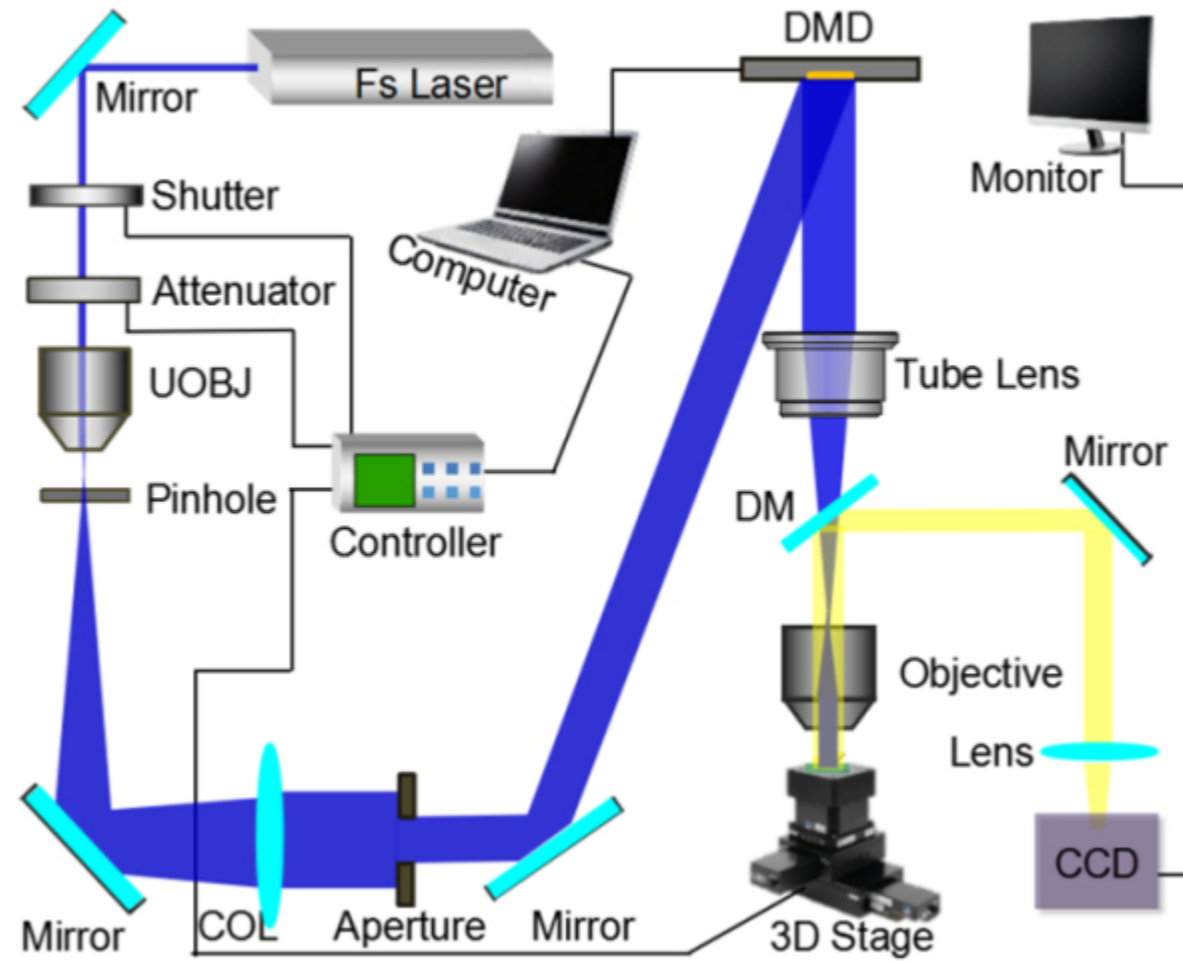 DMD
Fs Laser
Mirror
Monitor
Shutter
Computer
Attenuator
UOBJ
Tube Lens
Mirror
Pinhole
DM
Controller
Objective
Lens
CCD
Mirror
COL
Aperture
Mirror
3D Stage